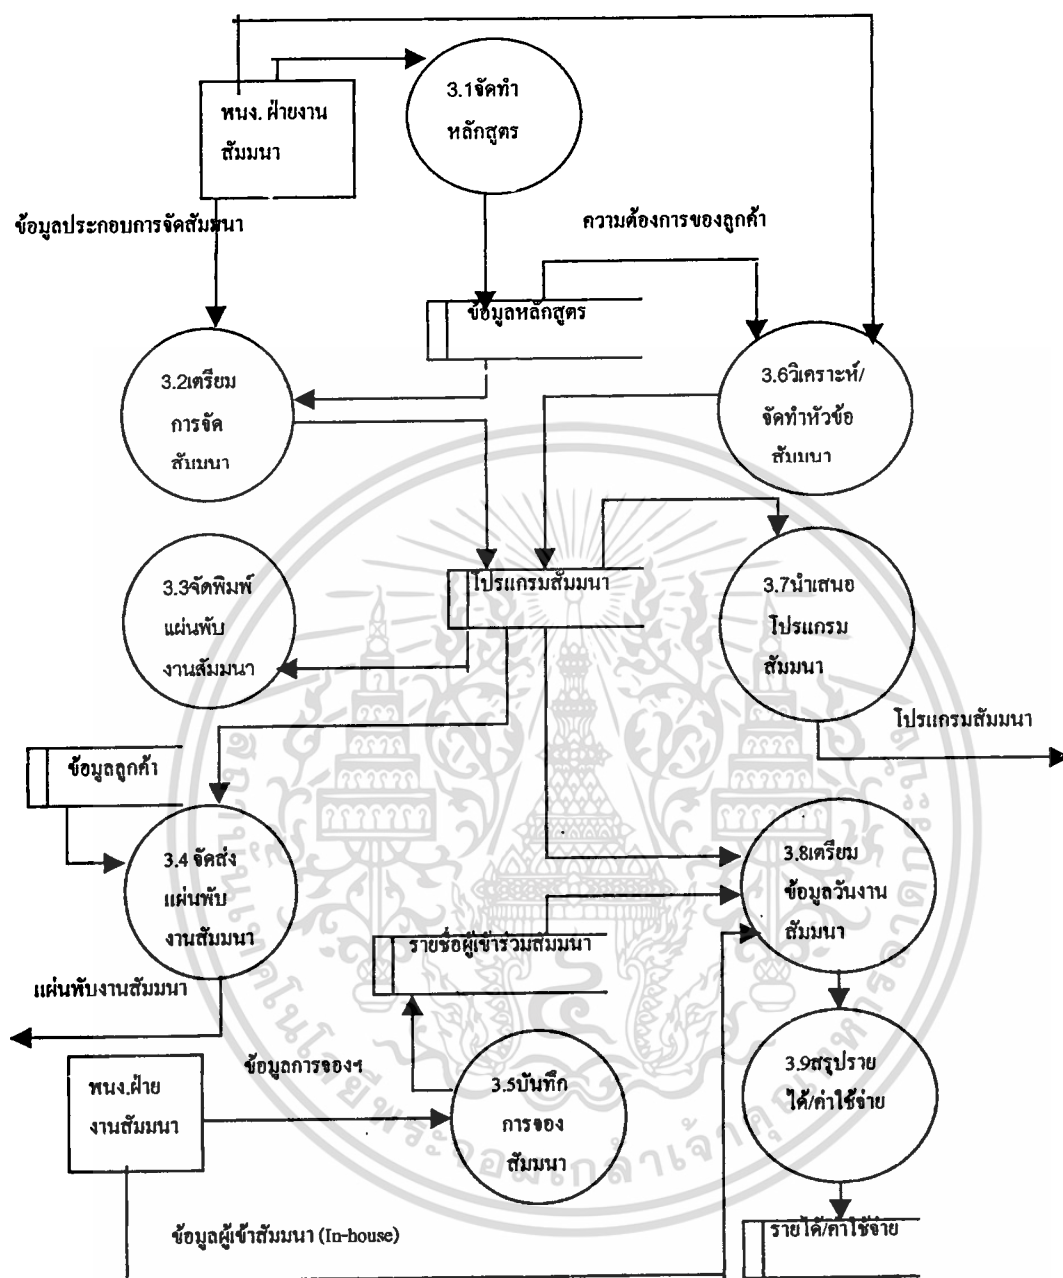 3.1จัดทำ
หลักสูตร
พนง. ฝ่ายงาน
สัมมนา
ข้อมูลประกอบการจัดสัมมนา
ความต้องการของลูกค้า
ข้อมูลหลักสูตร
3.2เตรียม
การจัด
สัมมนา
3.6วิเคราะห์/
จัดทำหัวข้อ
สัมมนา
3.3จัดพิมพ์
แผ่นพับ
งานสัมมนา
โปรแกรมสัมมนา
3.7นำเสนอ
โปรแกรม
สัมมนา
โปรแกรมสัมมนา
ข้อมูลลูกค้า
3.4 จัดส่ง
แผ่นพับ
งานสัมมนา
3.8เตรียม
ข้อมูลวันงาน
สัมมนา
รายชื่อผู้เข้าร่วมสัมมนา
แผ่นพับงานสัมมนา
ข้อมูลการจองฯ
พนง.ฝ่าย
งานสัมมนา
3.5บันทึก
การจอง
สัมมนา
3.9สรุปราย
ได้/ค่าใช้จ่าย
ข้อมูลผู้เข้าสัมมนา (In-house)
รายได้/ค่าใช้จ่าย